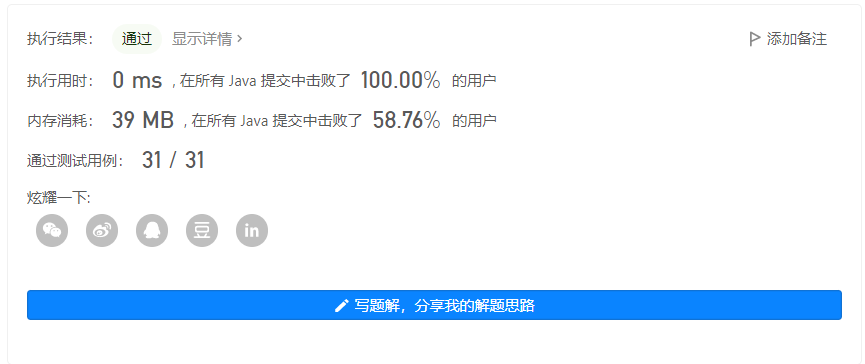 执行结果： 通过 显示详情 > 添加备注
执行用时： 0 ms , 在所有 Java 提交中击败了 100.00% 的用户
内存消耗： 39 MB , 在所有 Java 提交中击败了 58.76% 的用户
通过测试用例： 31 / 31
炫耀一下:
豆 in
写题解，分享我的解题思路